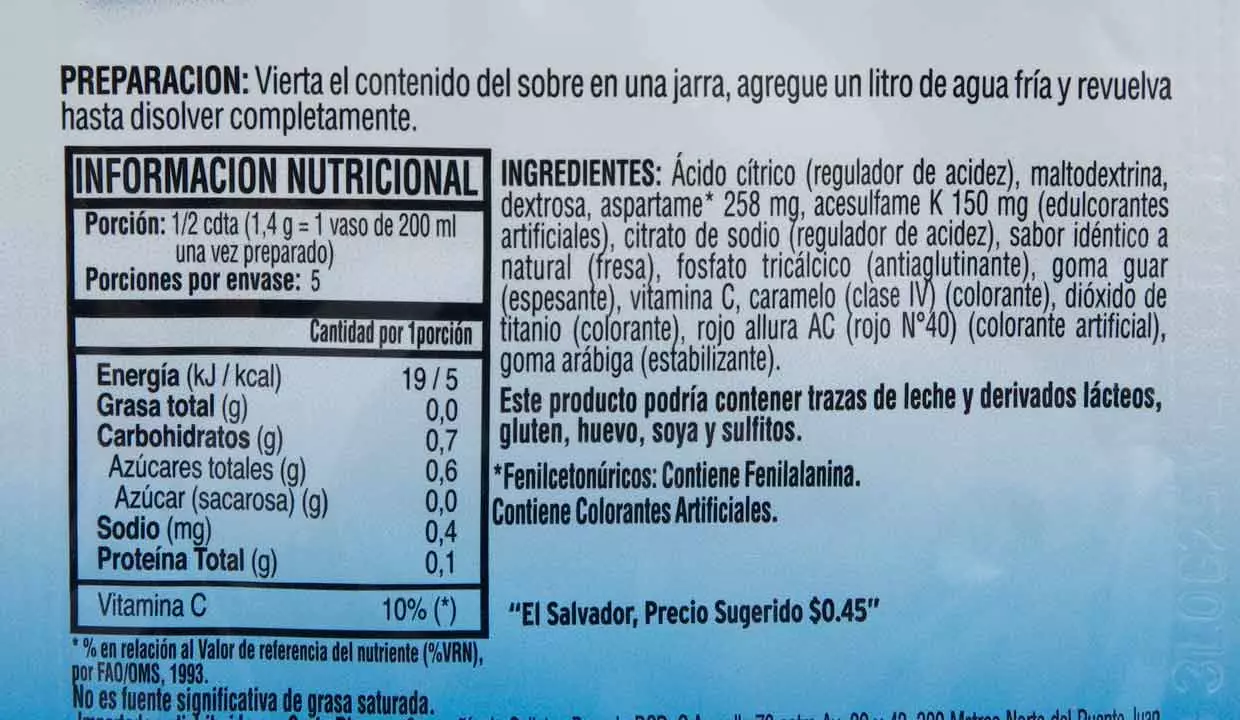 PREPARACION: Vierta el contenido del sobre en una jarra, agregue un litro de agua fría y revuelva
hasta disolver completamente.
INFORMACION NUTRICIONAL
Porción: 1/2 cdta (1,4 g = 1 vaso de 200 ml
una vez preparado)
Porciones por envase: 5
Cantidad por 1porción
Energía (kJ / kcal) 19 / 5
Grasa total (g) 0,0
Carbohidratos (g) 0,7
Azúcares totales (g) 0,6
Azúcar (sacarosa) (g) 0,0
Sodio (mg) 0,4
Proteína Total (g) 0,1
Vitamina C 10% (*)
* % en relación al Valor de referencia del nutriente (%VRN),
por FAO/OMS, 1993.
No es fuente significativa de grasa saturada.
INGREDIENTES: Ácido cítrico (regulador de acidez), maltodextrina,
dextrosa, aspartame* 258 mg, acesulfame K 150 mg (edulcorantes
artificiales), citrato de sodio (regulador de acidez), sabor idéntico a
natural (fresa), fosfato tricálcico (antiaglutinante), goma guar
(espesante), vitamina C, caramelo (clase IV) (colorante), dióxido de
titanio (colorante), rojo allura AC (rojo N°40) (colorante artificial),
goma arábiga (estabilizante).
Este producto podría contener trazas de leche y derivados lácteos,
gluten, huevo, soya y sulfitos.
*Fenilcetonúricos: Contiene Fenilalanina.
Contiene Colorantes Artificiales.
“El Salvador, Precio Sugerido $0.45”